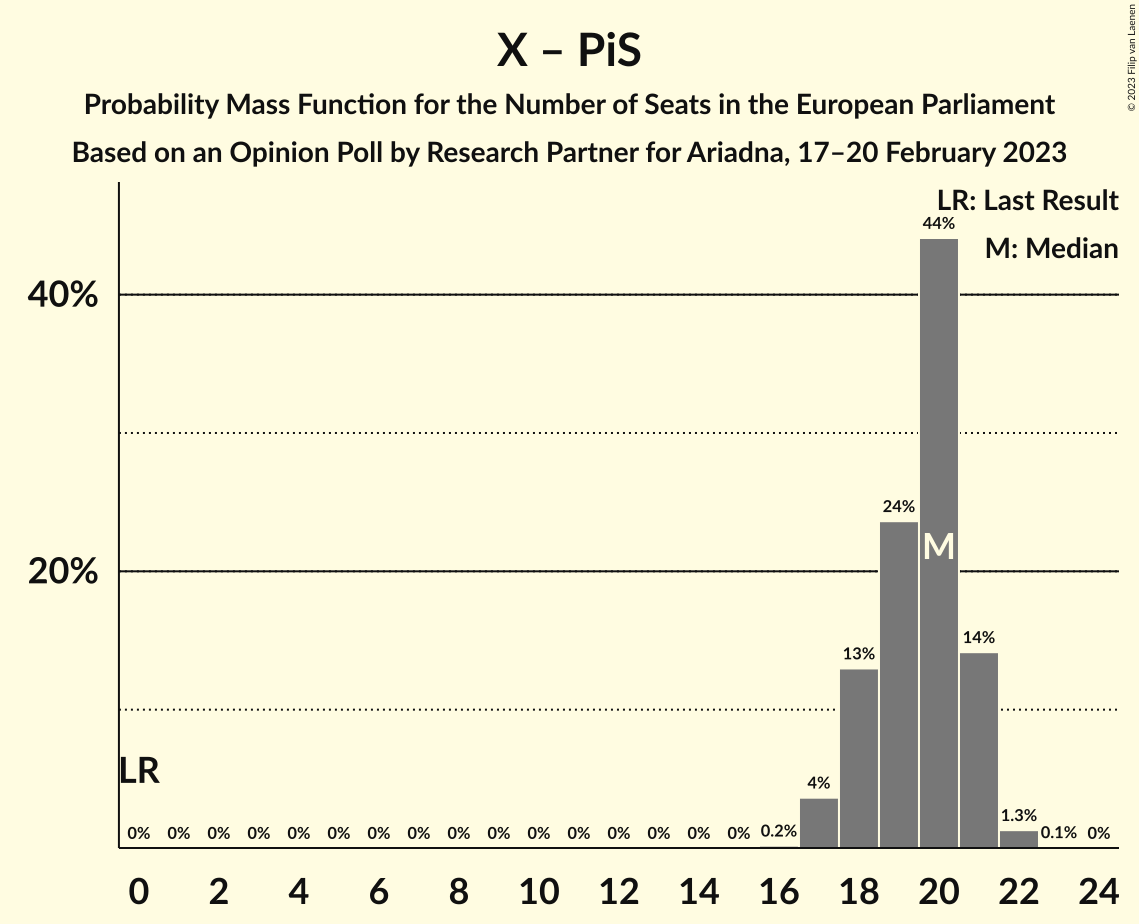 X – PiS
Probability Mass Function for the Number of Seats in the European Parliament
Based on an Opinion Poll by Research Partner for Ariadna, 17–20 February 2023
© 2023 Filip van Laenen
LR: Last Result
M: Median
44%
40%
24%
M
20%
14%
13%
LR
4%
1.3%
0% 0% 0% 0% 0% 0% 0% 0% 0% 0% 0% 0% 0% 0% 0% 0% 0.2% 0.1% 0%
0 2 4 6 8 10 12 14 16 18 20 22 24